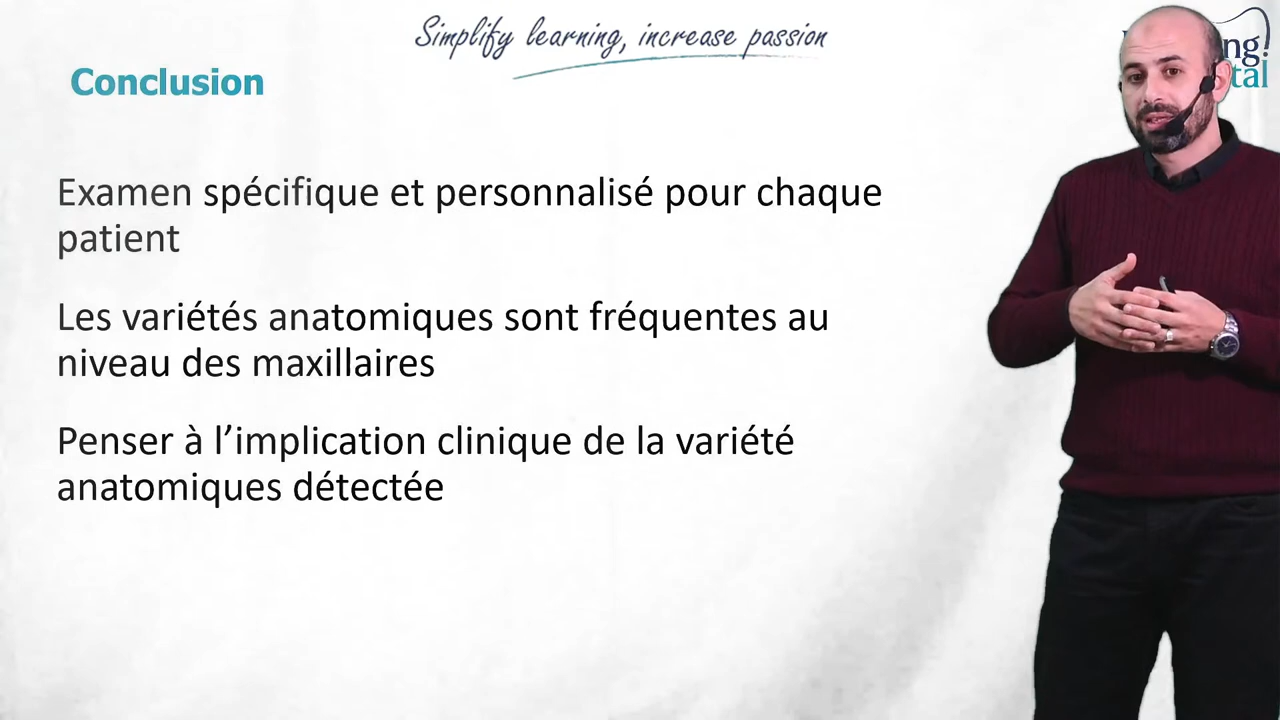 Simplify learning, increase passion
Conclusion
Examen spécifique et personnalisé pour chaque
patient
Les variétés anatomiques sont fréquentes au
niveau des maxillaires
Penser à l’implication clinique de la variété
anatomiques détectée